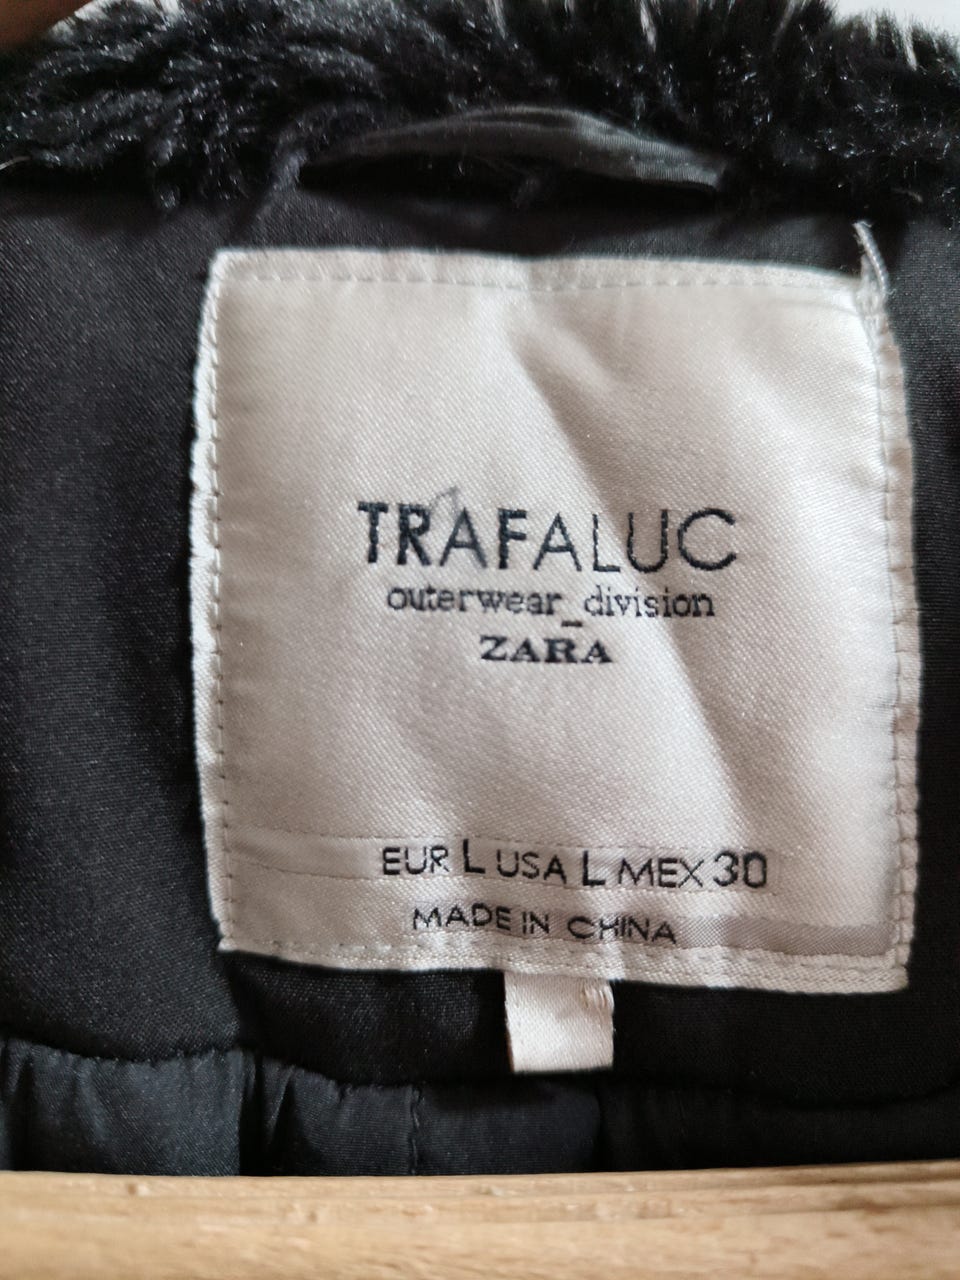 TRAFALUC
outerwear_division
ZARA
EUR L USA L MEX 30
MADE IN CHINA